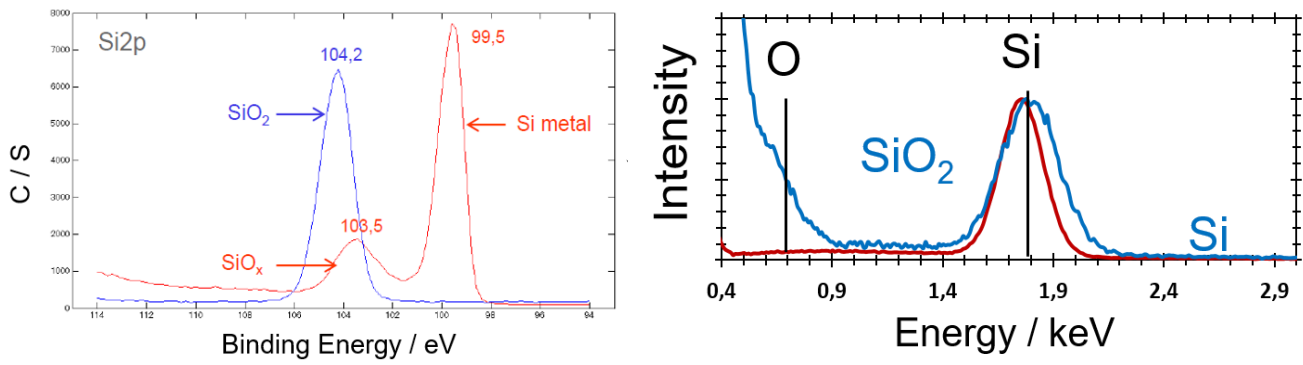 Si2p
104,2
99,5
SiO2
Si metal
103,5
SiOx
C / S
8000
7000
6000
5000
4000
3000
2000
1000
0
114
112
110
108
106
104
102
100
98
96
94
Binding Energy / eV
O
Si
SiO2
Si
Intensity
0,4
0,9
1,4
1,9
2,4
2,9
Energy / keV